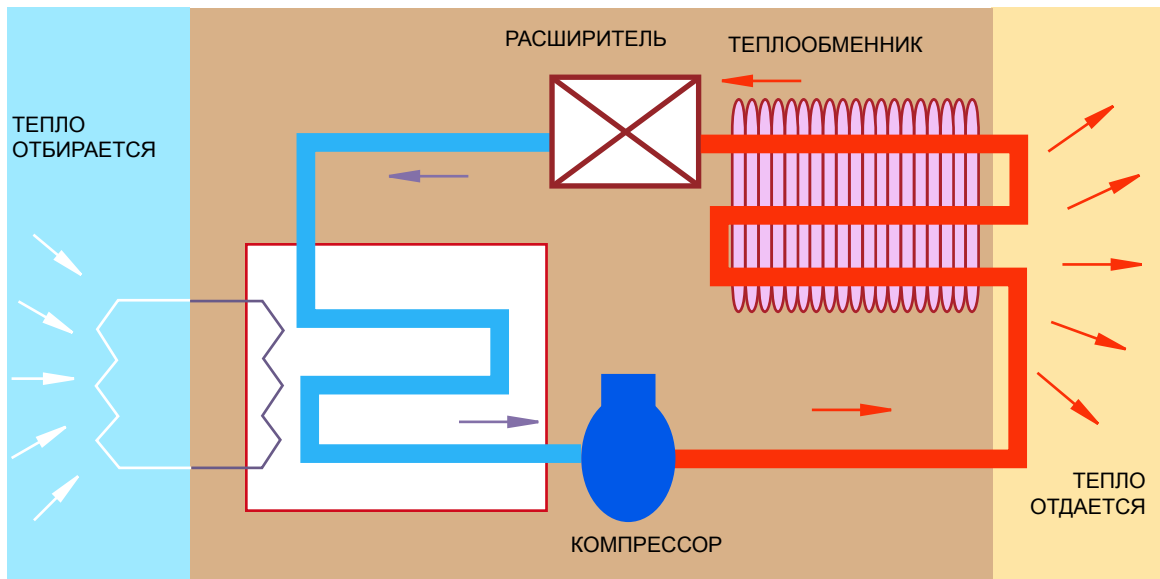 РАСШИРИТЕЛЬ
ТЕПЛООБМЕННИК
ТЕПЛО
ОТБИРАЕТСЯ
ТЕПЛО
ОТДАЕТСЯ
КОМПРЕССОР